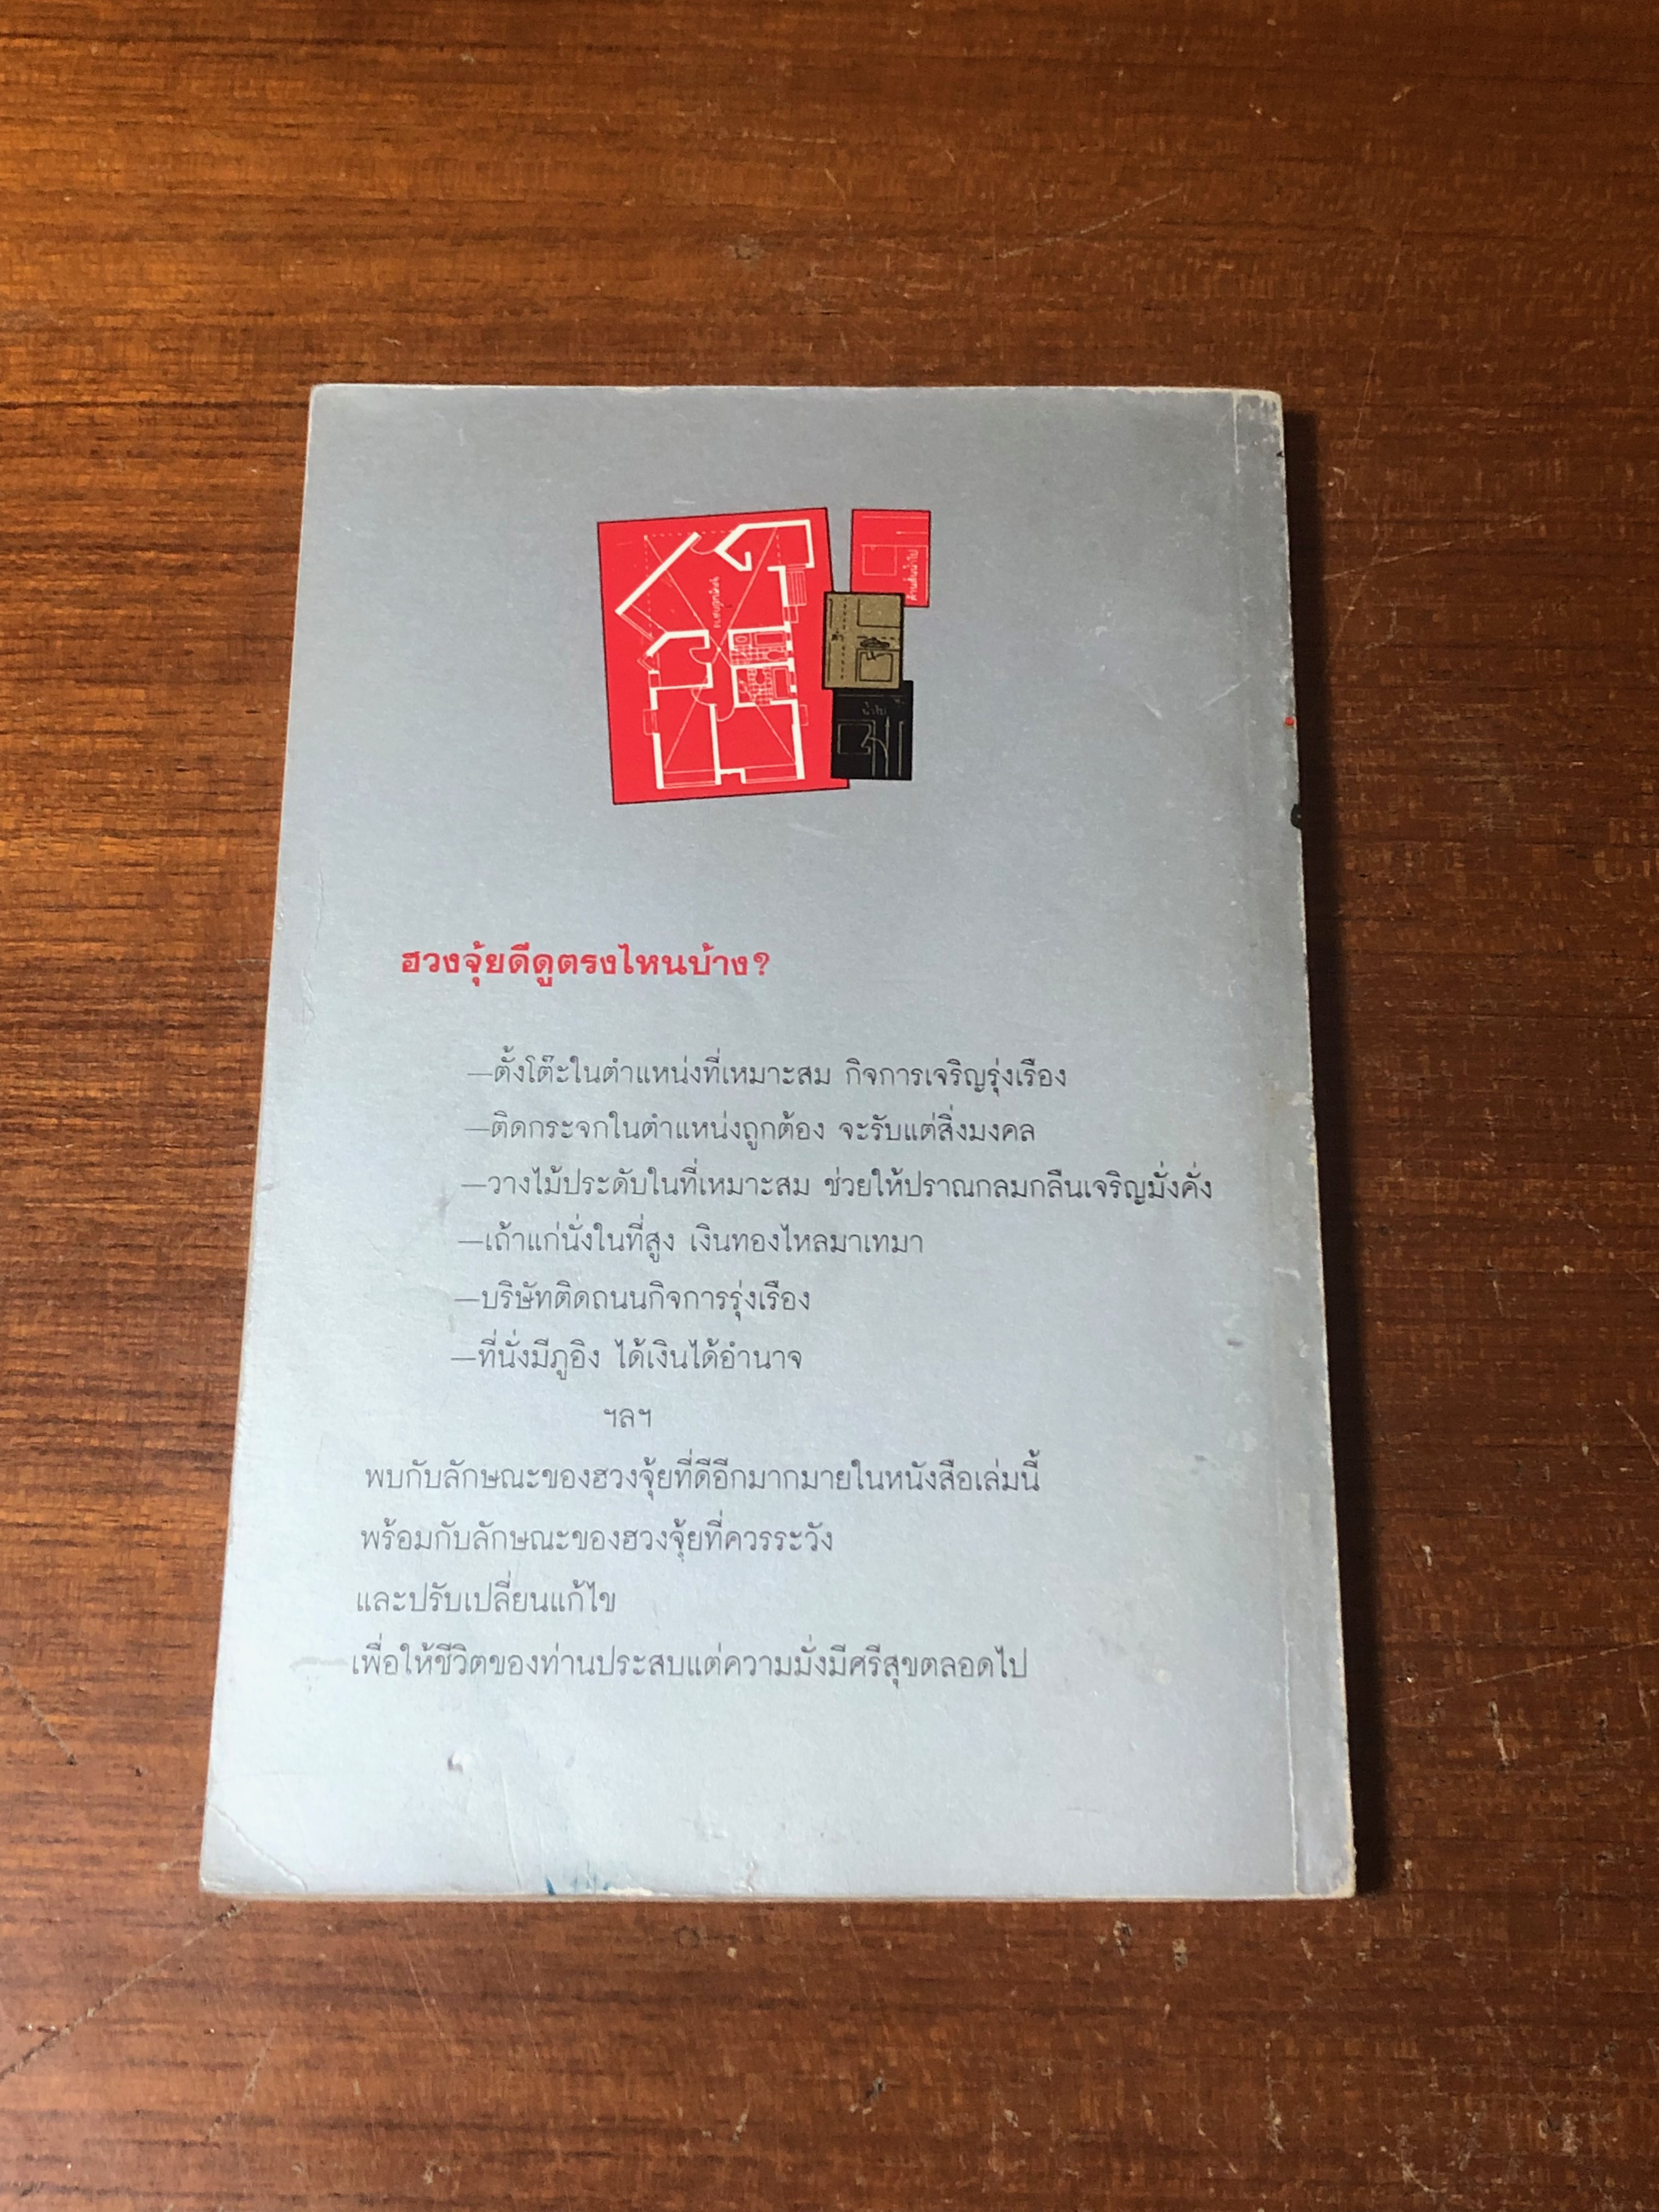 ด้านต้นน้ำไป
น้ำไป
ฮวงจุ้ยดีดูตรงไหนบ้าง?
—ตั้งโต๊ะในตำแหน่งที่เหมาะสม กิจการเจริญรุ่งเรือง
—ติดกระจกในตำแหน่งถูกต้อง จะรับแต่สิ่งมงคล
—วางไม้ประดับในที่เหมาะสม ช่วยให้ปราณกลมกลืนเจริญมั่งคั่ง
—เถ้าแก่นั่งในที่สูง เงินทองไหลมาเทมา
—บริษัทติดถนนกิจการรุ่งเรือง
—ที่นั่งมีภูอิง ได้เงินได้อำนาจ
ฯลฯ
พบกับลักษณะของฮวงจุ้ยที่ดีอีกมากมายในหนังสือเล่มนี้
พร้อมกับลักษณะของฮวงจุ้ยที่ควรระวัง
และปรับเปลี่ยนแก้ไข
เพื่อให้ชีวิตของท่านประสบแต่ความมั่งมีศรีสุขตลอดไป